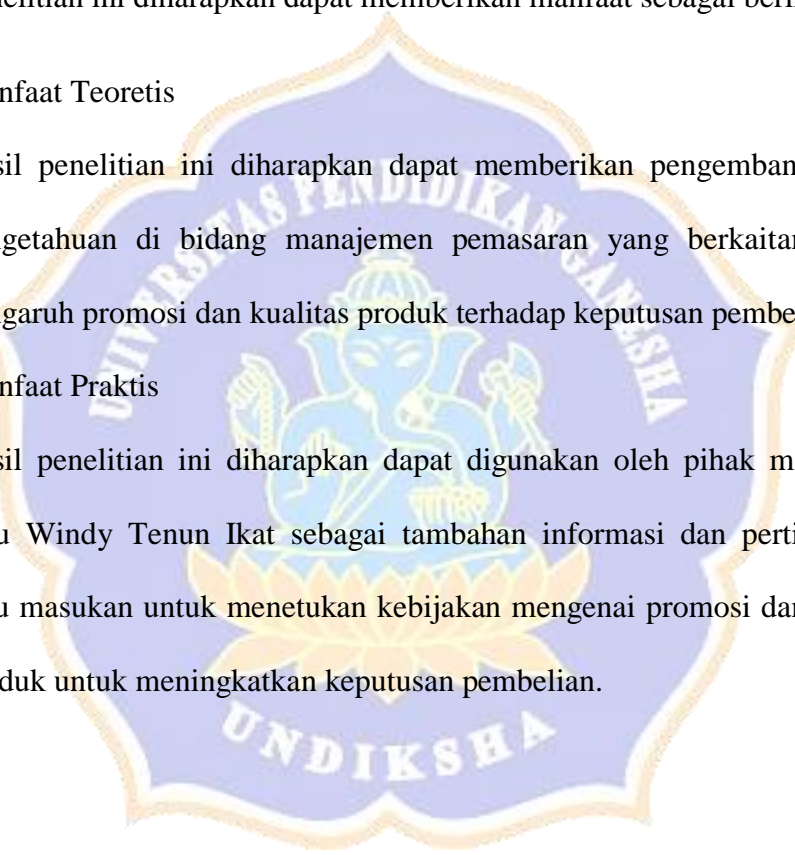 nelitian ini diharapkan dapat memberikan manfaat sebagai beri
nfaat Teoretis
sil penelitian ini diharapkan dapat memberikan pengemban
ngetahuan di bidang manajemen pemasaran yang berkaitan
ngaruh promosi dan kualitas produk terhadap keputusan pembe
nfaat Praktis
sil penelitian ini diharapkan dapat digunakan oleh pihak m
u Windy Tenun Ikat sebagai tambahan informasi dan perti
u masukan untuk menetukan kebijakan mengenai promosi dan
duk untuk meningkatkan keputusan pembelian.
UNIVERSITAS PENDIDIKAN GANESHA
UNDIKSHA